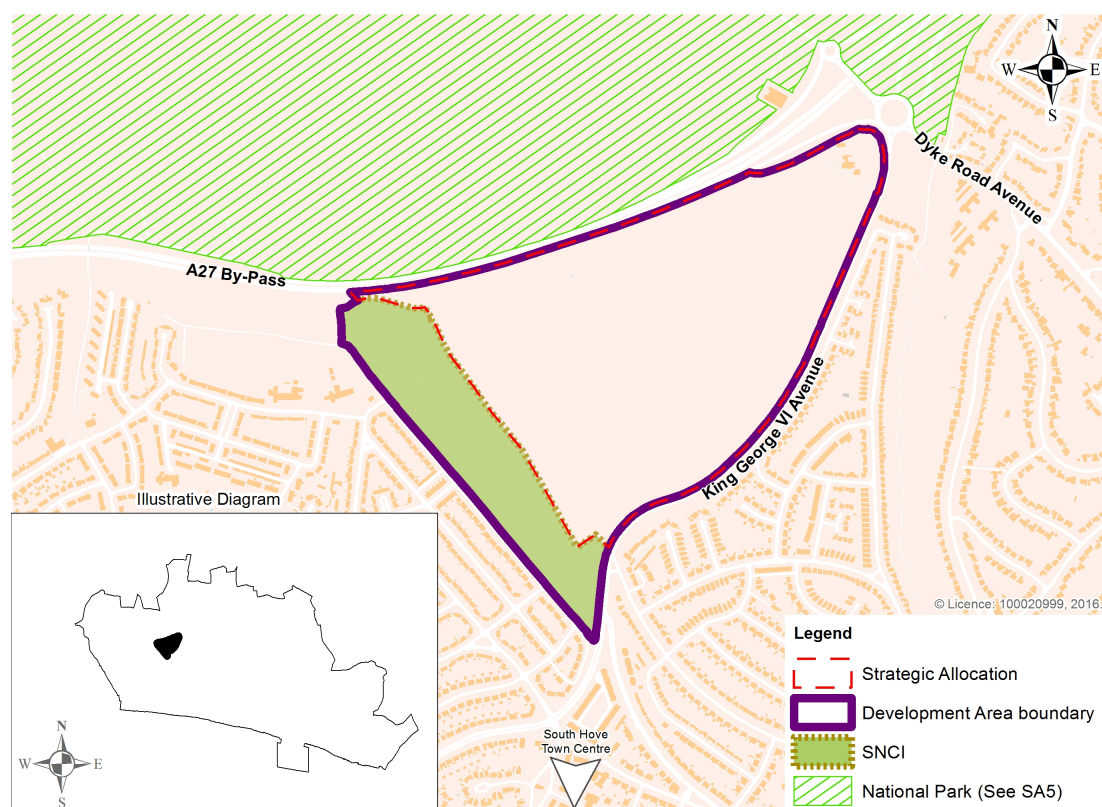 N
W
E
S
Dyke Road Avenue
A27 By-Pass
King George VI Avenue
Illustrative Diagram
© Licence: 100020999, 2016.
Legend
Strategic Allocation
Development Area boundary
SNCI
National Park (See SA5)
South Hove
Town Centre
N
W
E
S